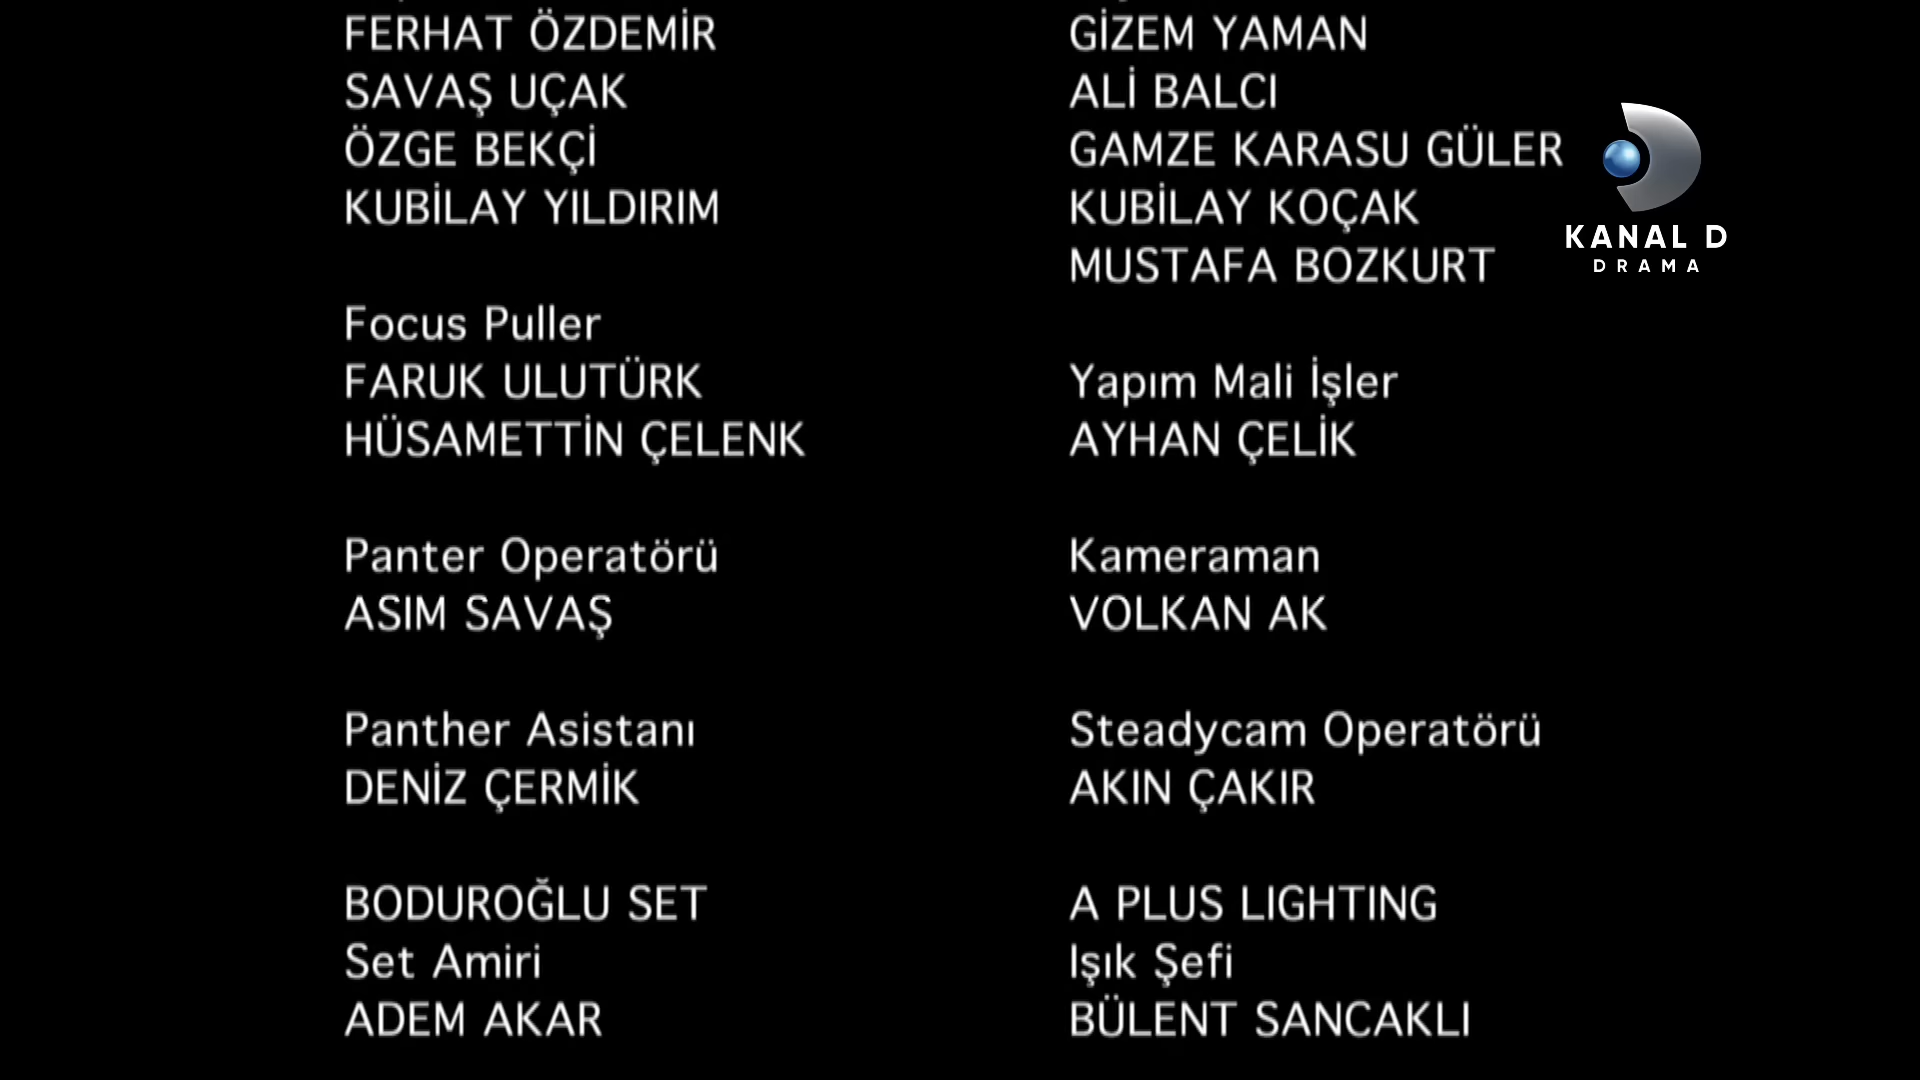 FERHAT ÖZDEMİR
SAVAŞ UÇAK
ÖZGE BEKÇİ
KUBİLAY YILDIRIM
Focus Puller
FARUK ULUTÜRK
HÜSAMETTİN ÇELENK
Panter Operatörü
ASIM SAVAŞ
Panther Asistanı
DENİZ ÇERMİK
BODUROĞLU SET
Set Amiri
ADEM AKAR
GİZEM YAMAN
ALİ BALCI
GAMZE KARASU GÜLER
KUBİLAY KOÇAK
MUSTAFA BOZKURT
Yapım Mali İşler
AYHAN ÇELİK
Kameraman
VOLKAN AK
Steadycam Operatörü
AKIN ÇAKIR
A PLUS LIGHTING
Işık Şefi
BÜLENT SANCAKLI
KANAL D
DRAMA